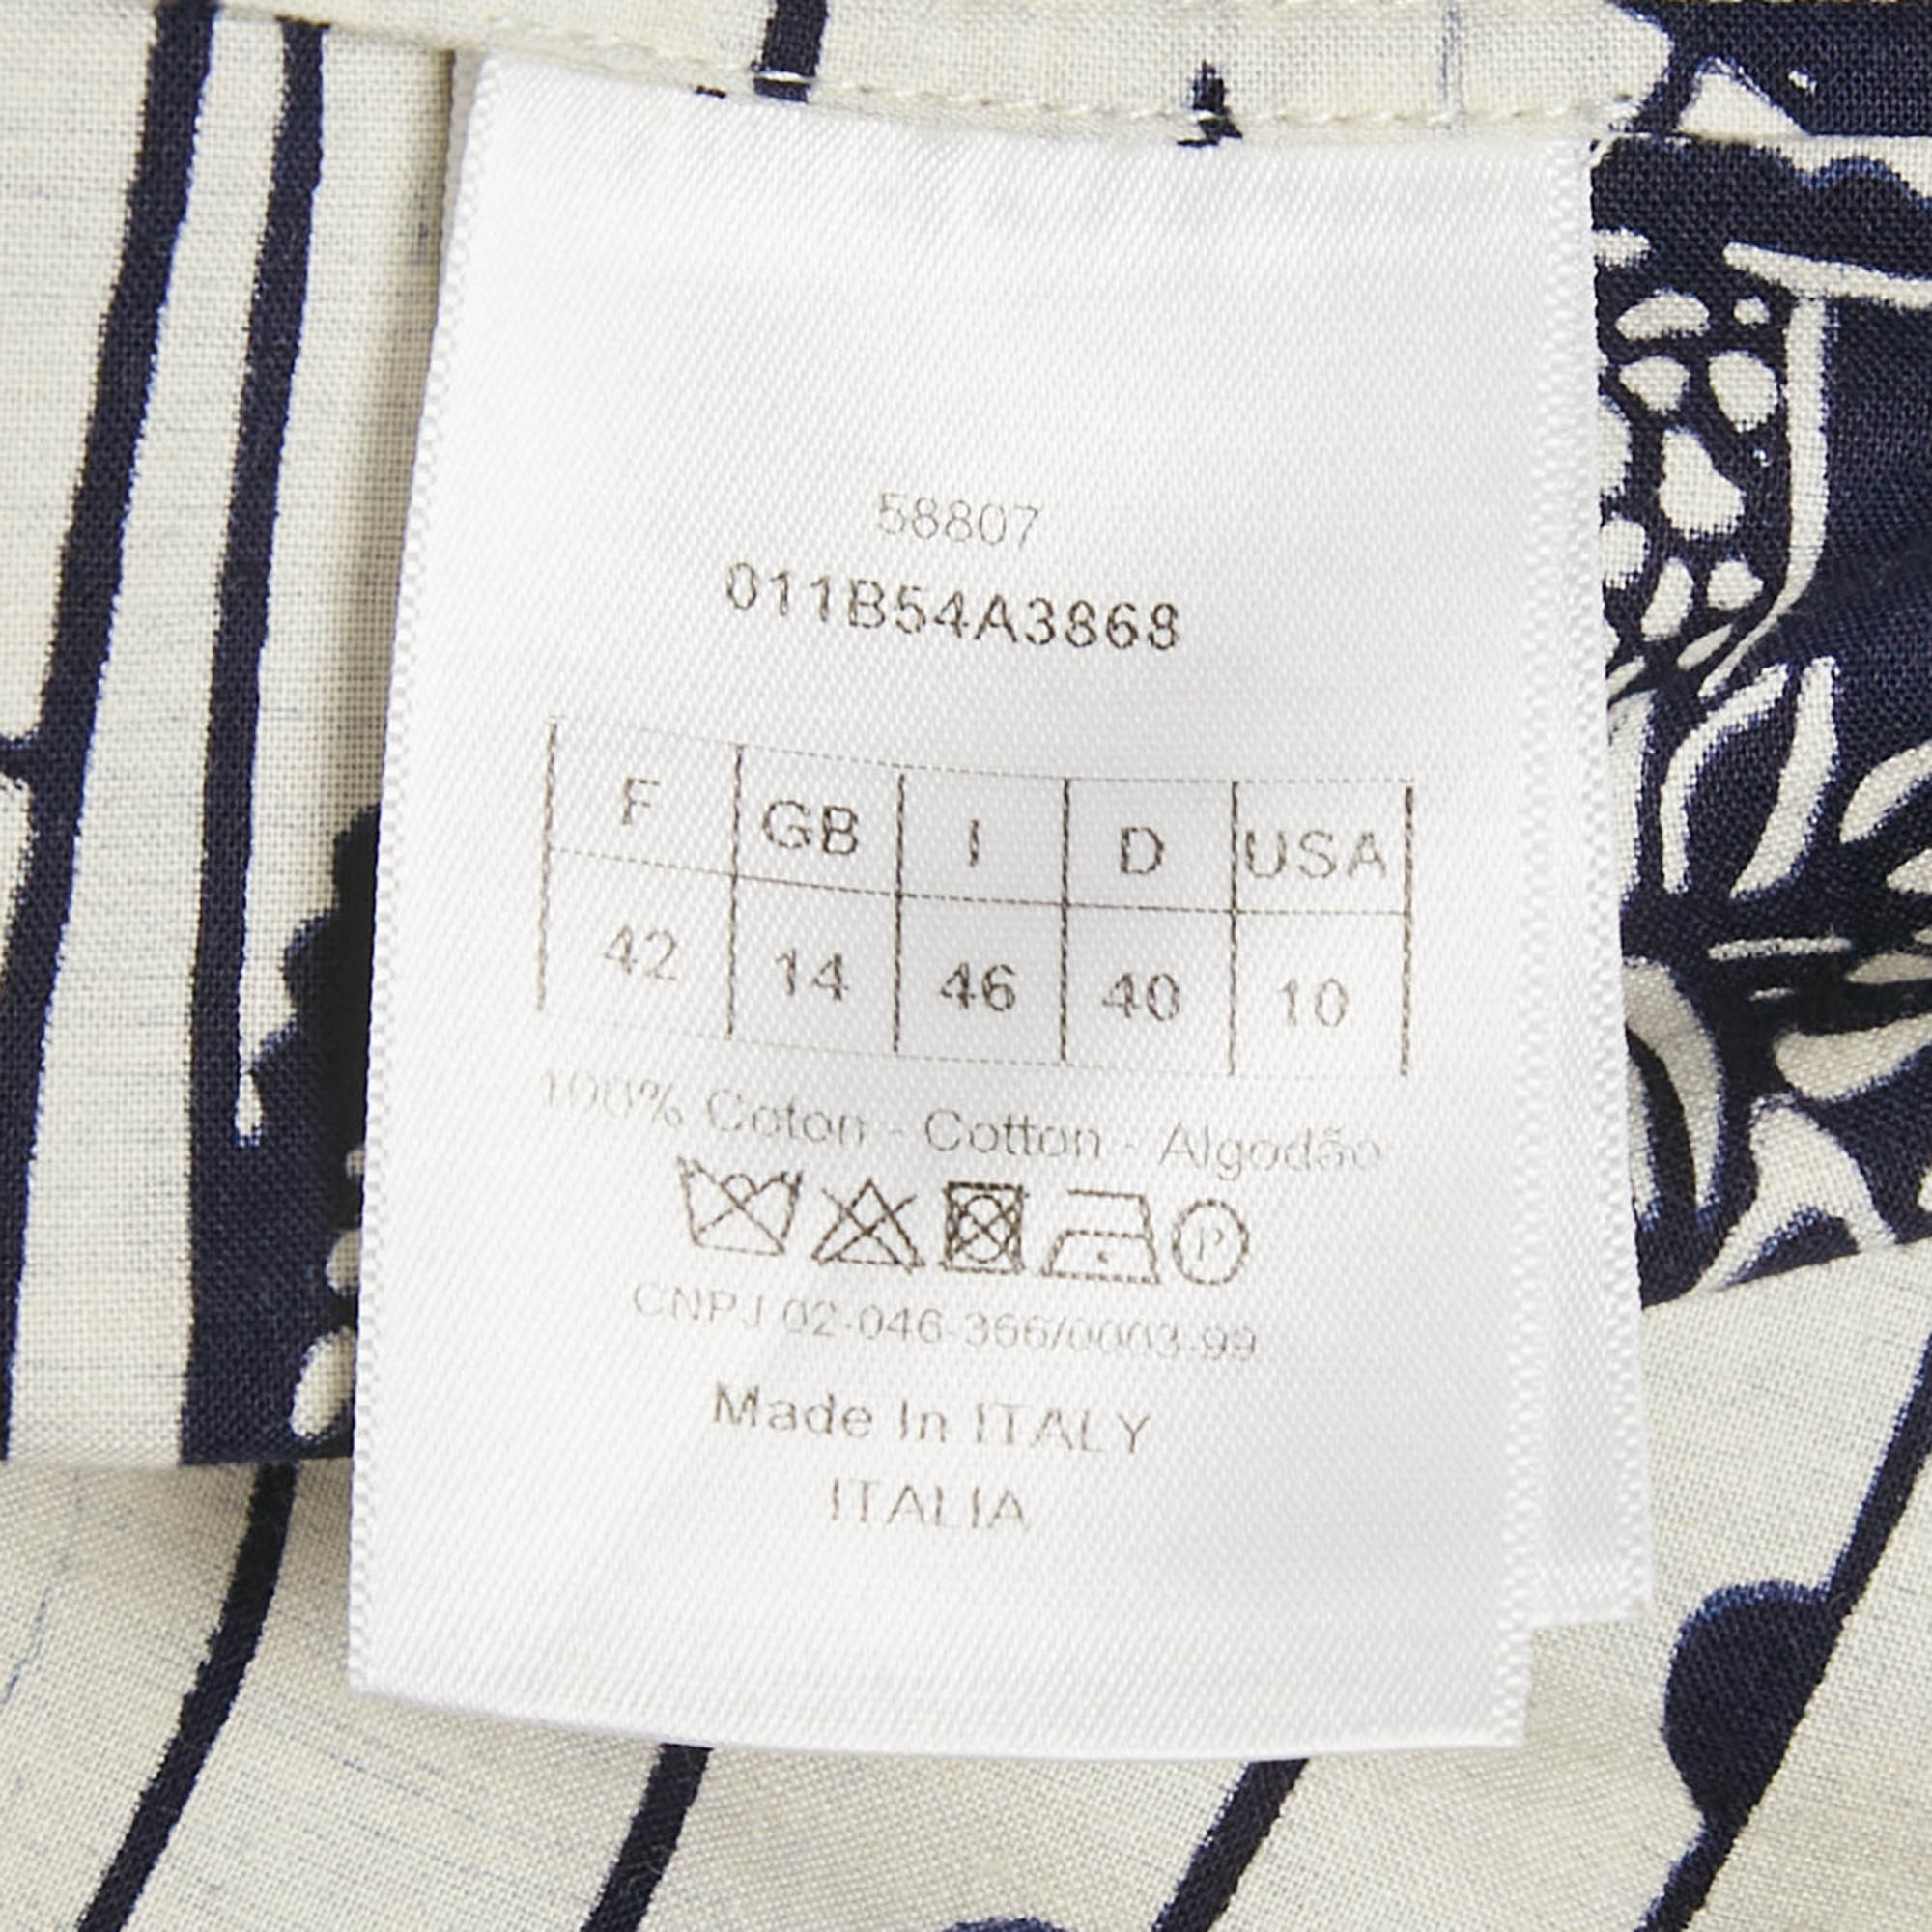 58807
011B54A3868
F GB I D USA
42 14 46 40 10
100% Coton - Cotton - Algodão
P
CNPJ 02-046-366/0003-99
Made In ITALY
ITALIA